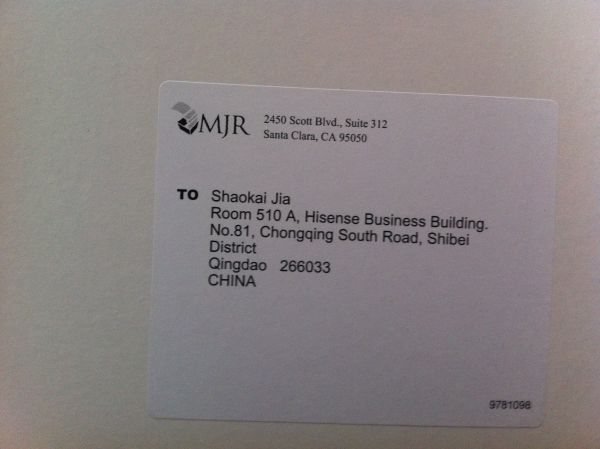 MJR
2450 Scott Blvd., Suite 312
Santa Clara, CA 95050
TO Shaokai Jia
Room 510 A, Hisense Business Building.
No.81, Chongqing South Road, Shibei
District
Qingdao 266033
CHINA
9781098